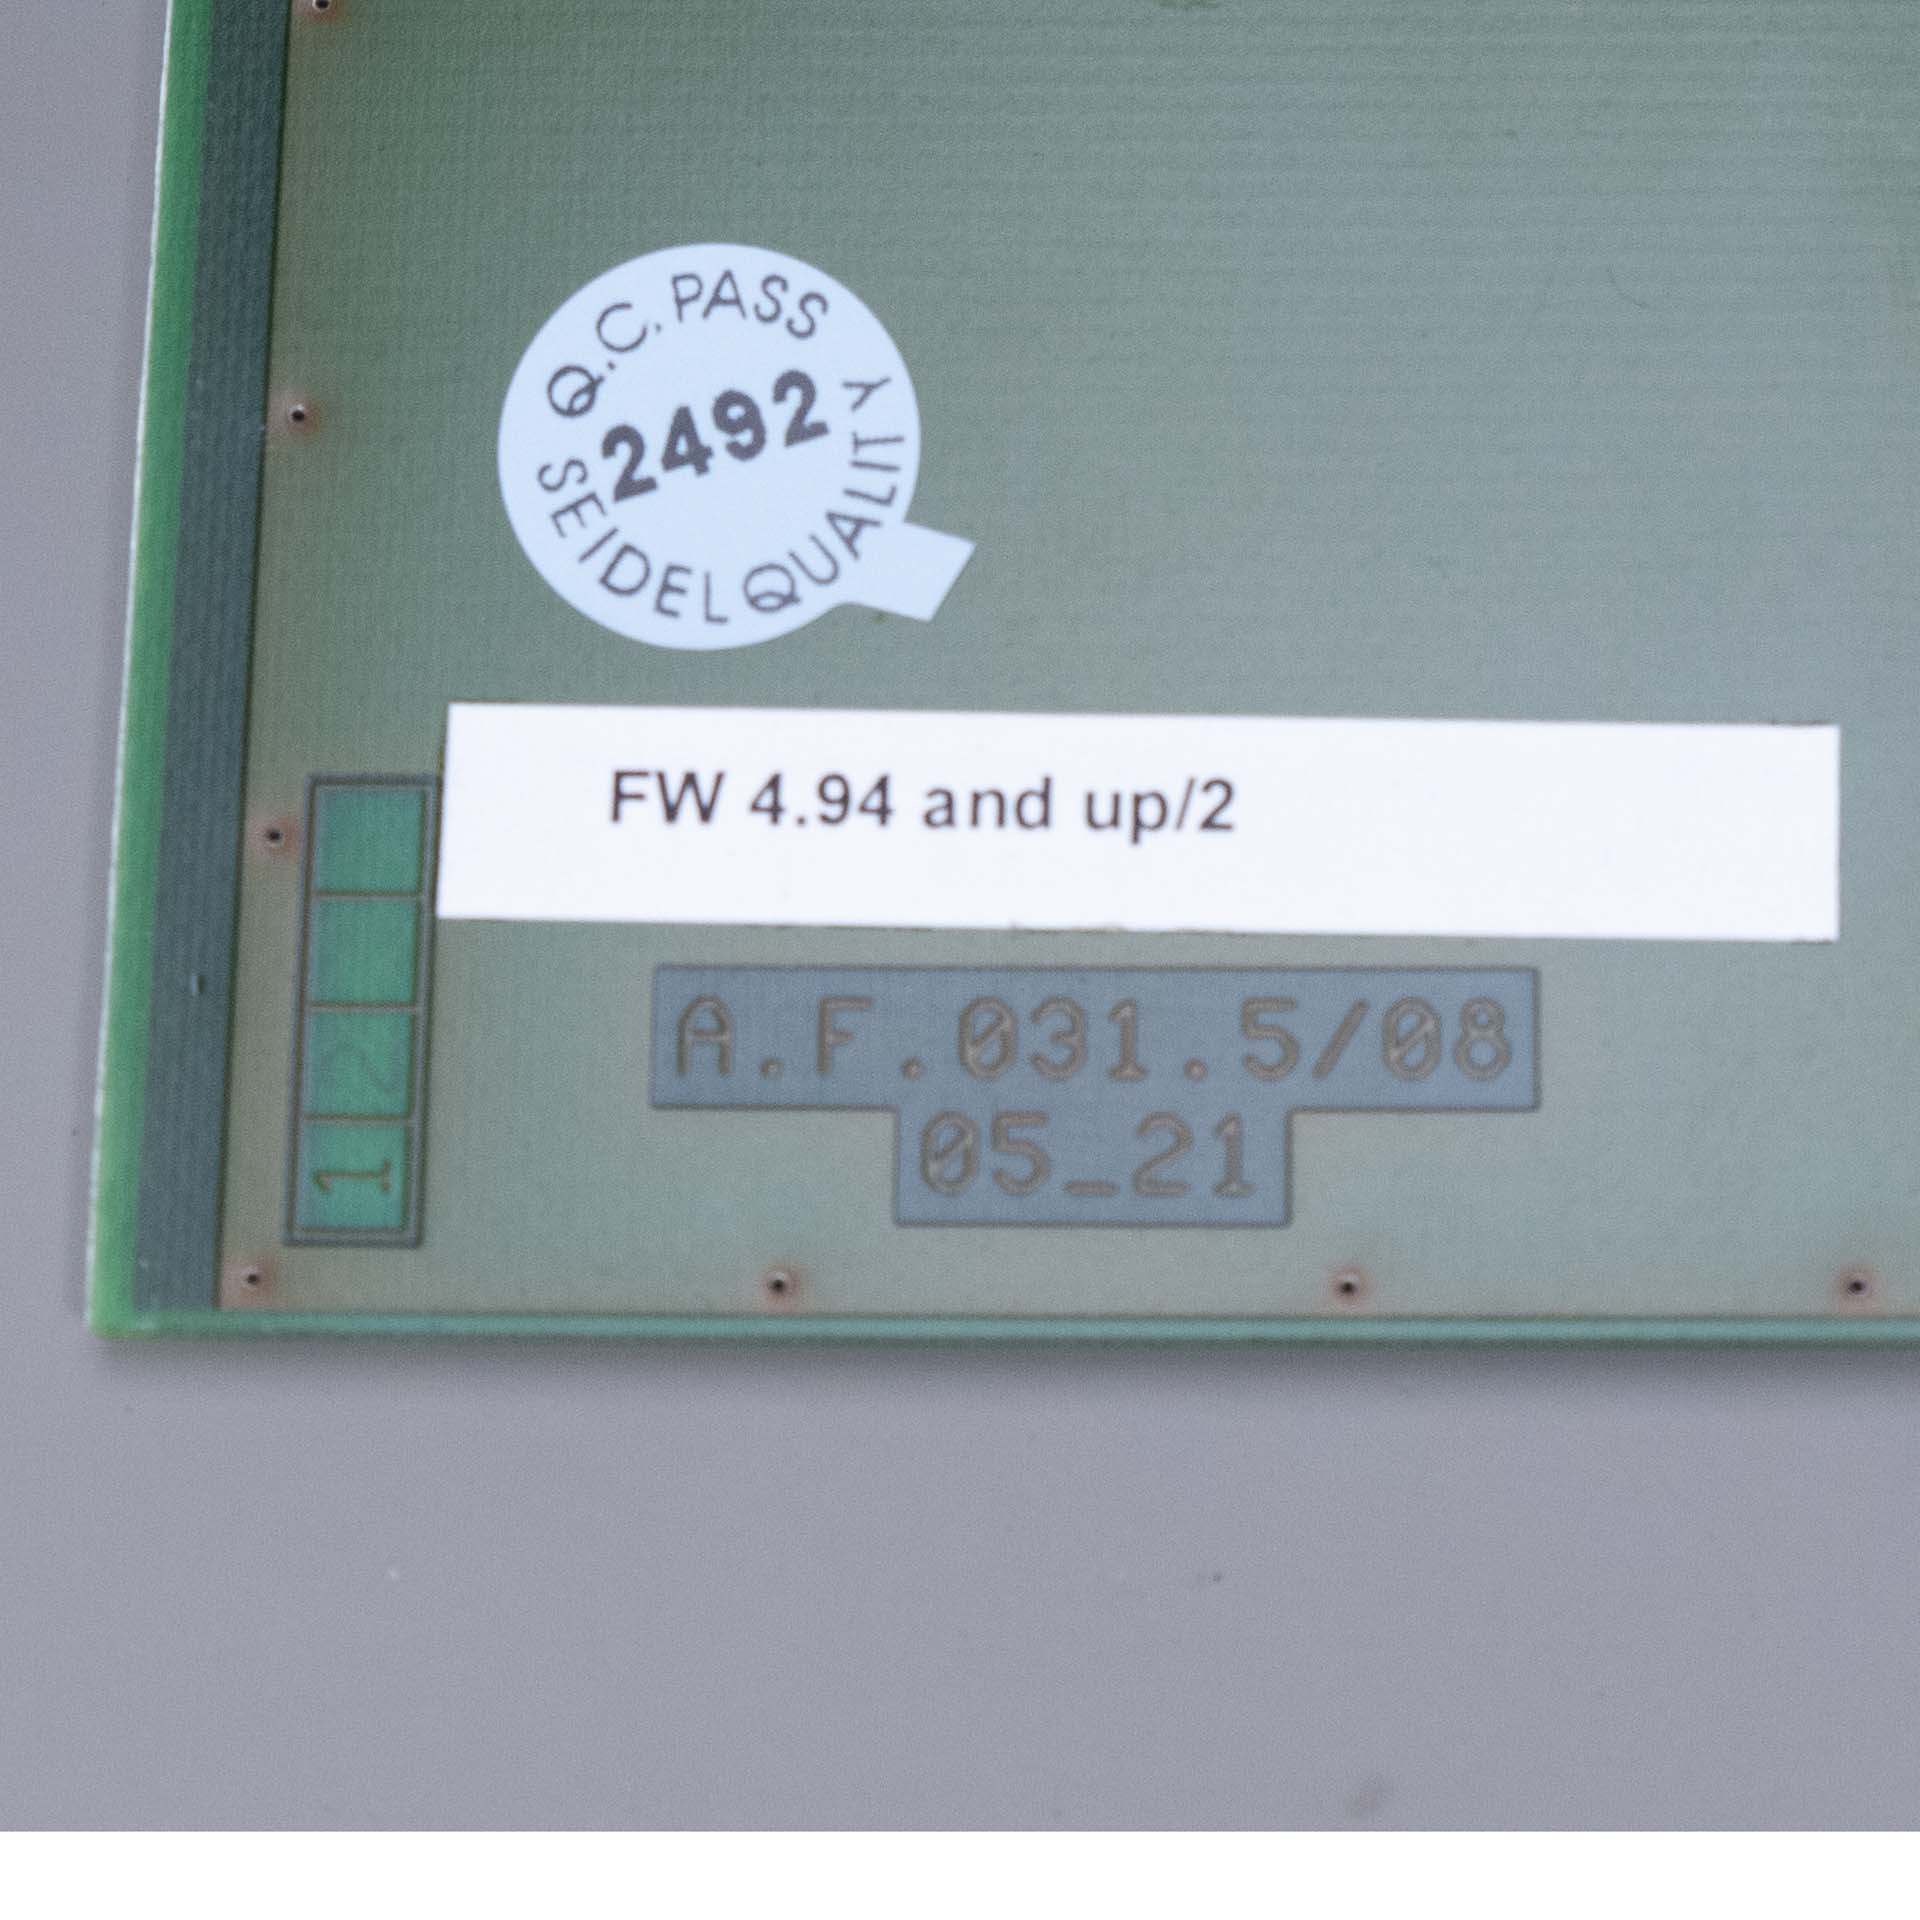 Q.C. PASS
2492
SEIDEL QUALITY
FW 4.94 and up/2
A.F.031.5/08
05_21
2
1